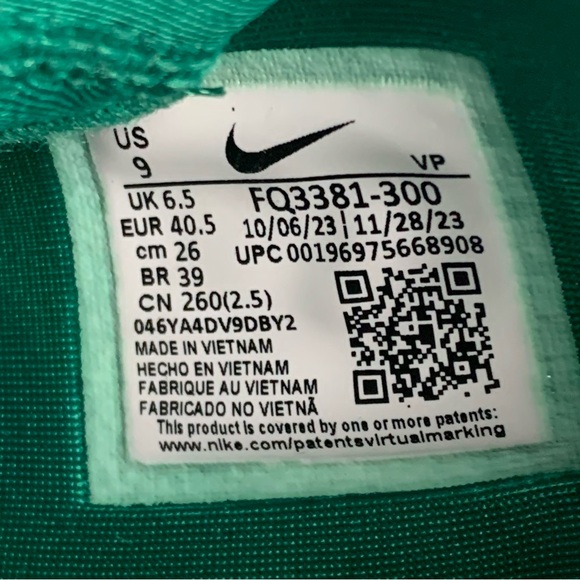 US
9
VP
UK 6.5 FQ3381-300
EUR 40.5 10/06/23 | 11/28/23
cm 26 UPC 00196975668908
BR 39
CN 260(2.5)
046YA4DV9DBY2
MADE IN VIETNAM
HECHO EN VIETNAM
FABRIQUE AU VIETNAM
FABRICADO NO VIETNÃ
This product is covered by one or more patents:
www.nike.com/patentsvirtualmarking